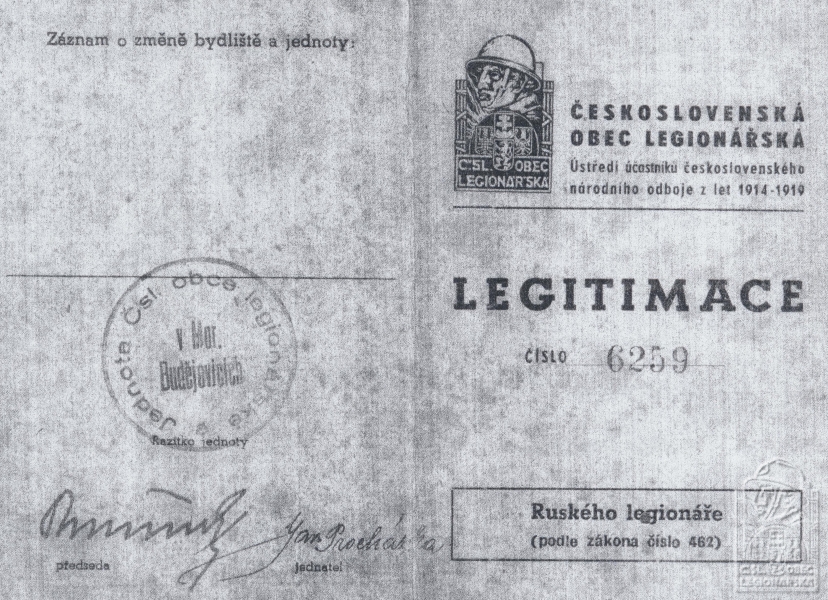 Záznam o změně bydliště a jednoty:
Jednota Čsl. obce legionářské
v Mor.
Budějovicích
Razítko jednoty
předseda
Jan Procházka
jednatel
ČSL. OBEC
LEGIONÁŘSKÁ
ČESKOSLOVENSKÁ
OBEC LEGIONÁŘSKÁ
Ústředí účastníků československého
národního odboje z let 1914-1919
LEGITIMACE
ČÍSLO 6259
Ruského legionáře
(podle zákona číslo 462)
LEGIONÁŘSKÁ